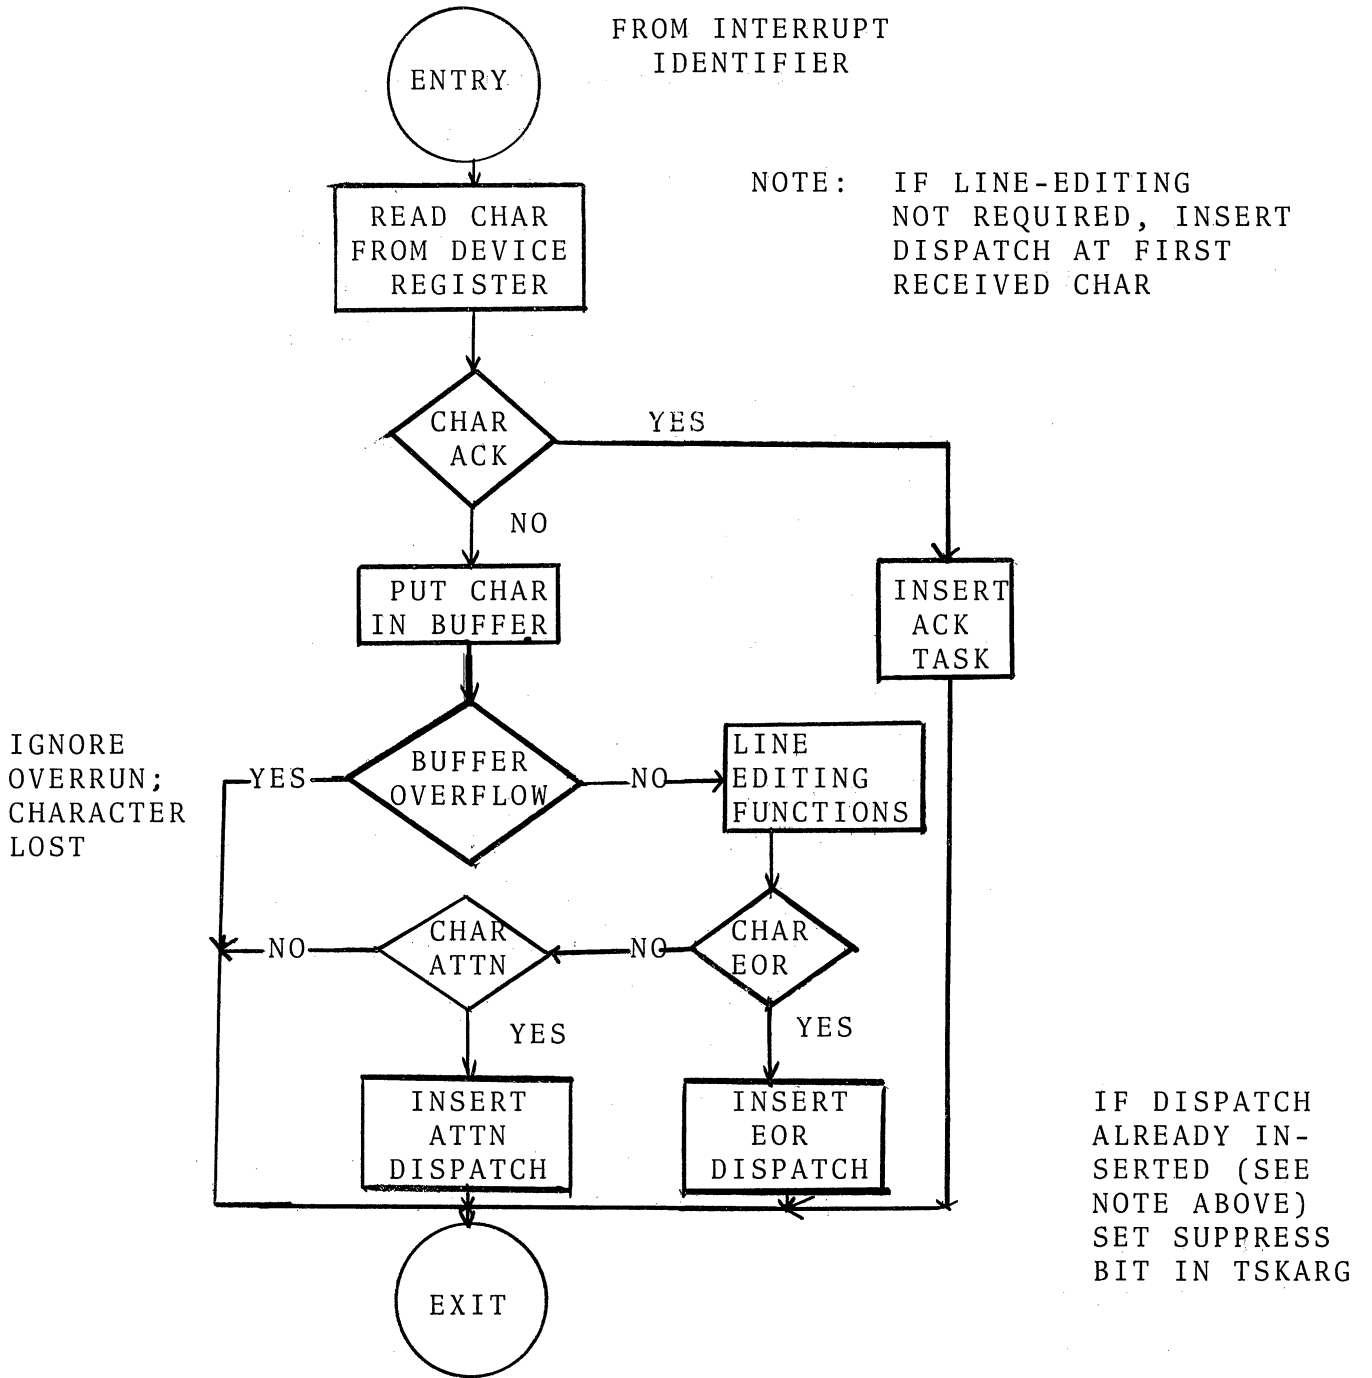 FROM INTERRUPT
IDENTIFIER
ENTRY
NOTE: IF LINE-EDITING
NOT REQUIRED, INSERT
DISPATCH AT FIRST
RECEIVED CHAR
READ CHAR
FROM DEVICE
REGISTER
CHAR
ACK
YES
NO
PUT CHAR
IN BUFFER
INSERT
ACK
TASK
IGNORE
OVERRUN;
CHARACTER
LOST
YES
BUFFER
OVERFLOW
NO
LINE
EDITING
FUNCTIONS
NO
CHAR
ATTN
NO
CHAR
EOR
YES
YES
INSERT
ATTN
DISPATCH
INSERT
EOR
DISPATCH
IF DISPATCH
ALREADY IN-
SERTED (SEE
NOTE ABOVE)
SET SUPPRESS
BIT IN TSKARG
EXIT